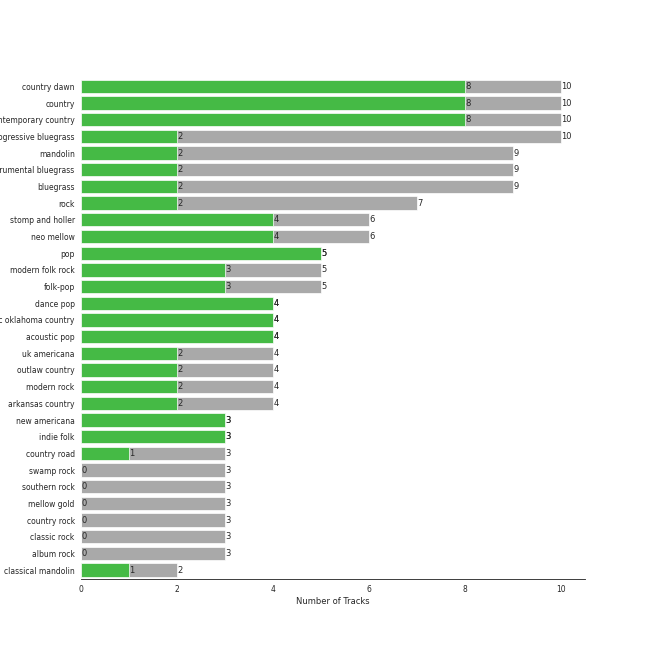 country dawn 8 10
country 8 10
ntemporary country 8 10
ogressive bluegrass 2 10
mandolin 2 9
rumental bluegrass 2 9
bluegrass 2 9
rock 2 7
stomp and holler 4 6
neo mellow 4 6
pop 5
modern folk rock 3 5
folk-pop 3 5
dance pop 4
c oklahoma country 4
acoustic pop 4
uk americana 2 4
outlaw country 2 4
modern rock 2 4
arkansas country 2 4
new americana 3
indie folk 3
country road 1 3
swamp rock 0 3
southern rock 0 3
mellow gold 0 3
country rock 0 3
classic rock 0 3
album rock 0 3
classical mandolin 1 2
0 2 4 6 8 10
Number of Tracks